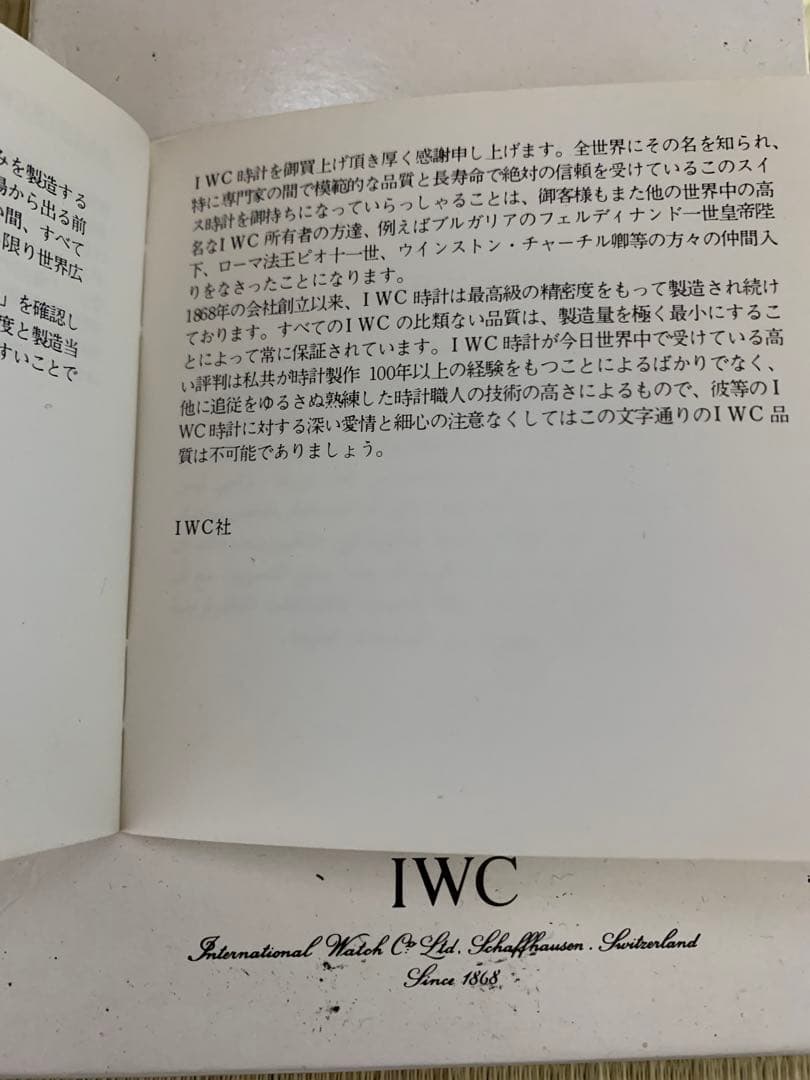 みを製造する
場から出る前
い間、すべて
限り世界広
」を確認し
度と製造当
すいことで
IWC 時計を御買上げ頂き厚く感謝申し上げます。全世界にその名を知られ、
特に専門家の間で模範的な品質と長寿命で絶対の信頼を受けているこのスイ
ス時計を御持ちになっていらっしゃることは、御客様もまた他の世界中の高
名なIWC 所有者の方達、例えばブルガリアのフェルディナンド一世皇帝陛
下、ローマ法王ピオ十一世、ウインストン・チャーチル卿等の方々の仲間入
りをなさったことになります。
1868年の会社創立以来、IWC 時計は最高級の精密度をもって製造され続け
ております。すべてのIWC の比類ない品質は、製造量を極く最小にするこ
とによって常に保証されています。IWC 時計が今日世界中で受けている高
い評判は私共が時計製作 100年以上の経験をもつことによるばかりでなく、
他に追従をゆるさぬ熟練した時計職人の技術の高さによるもので、彼等のI
WC 時計に対する深い愛情と細心の注意なくしてはこの文字通りのIWC 品
質は不可能でありましょう。
IWC社
IWC
International Watch Co Ltd. Schaffhausen . Switzerland
Since 1868